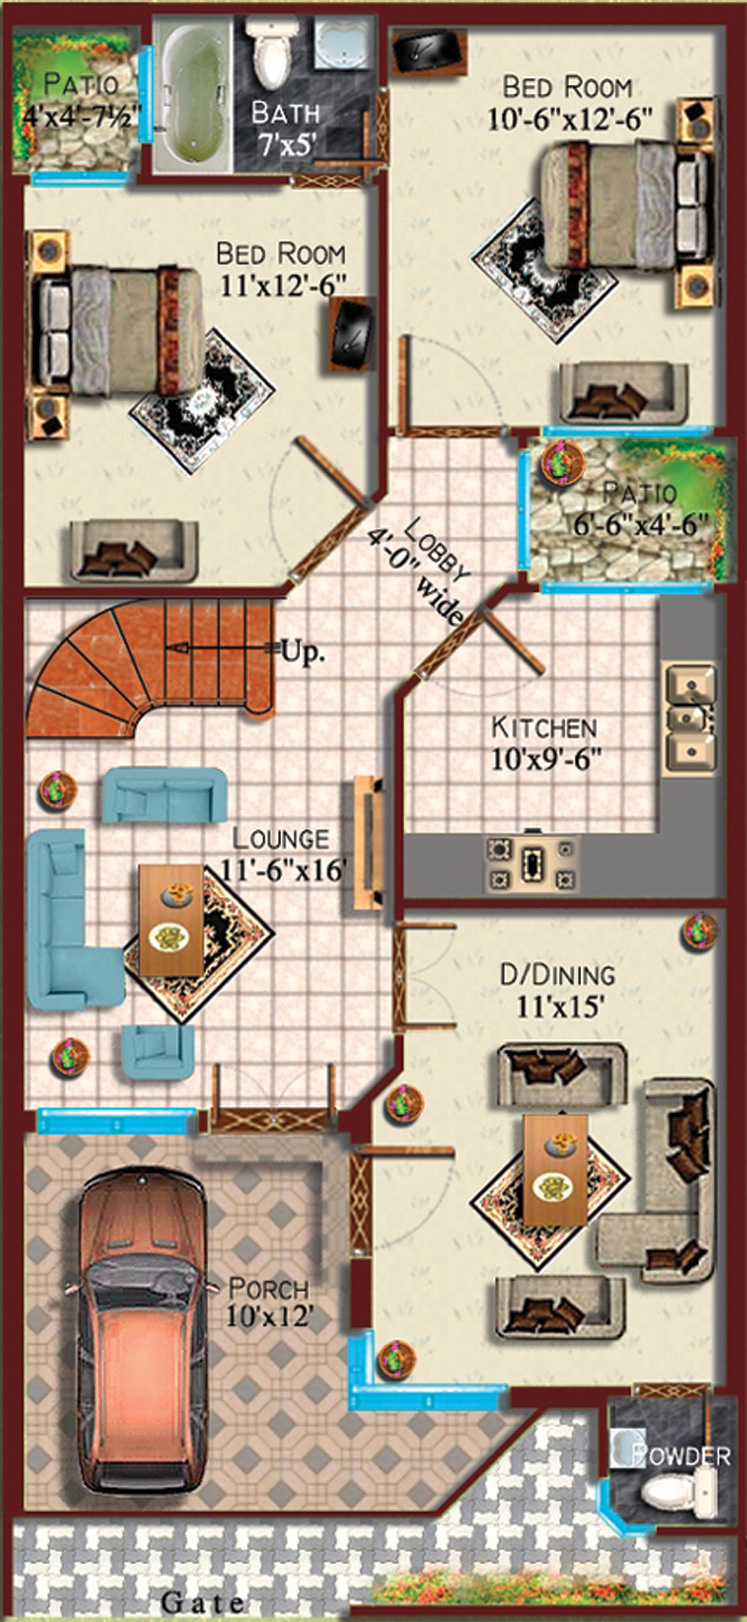 PATIO
4'x4'-7½"
BATH
7'x5'
BED ROOM
10'-6"x12'-6"
BED ROOM
11'x12'-6"
PATIO
6'-6"x4'-6"
LOBBY
4'-0" wide
Up.
KITCHEN
10'x9'-6"
LOUNGE
11'-6"x16'
D/DINING
11'x15'
PORCH
10'x12'
POWDER
Gate